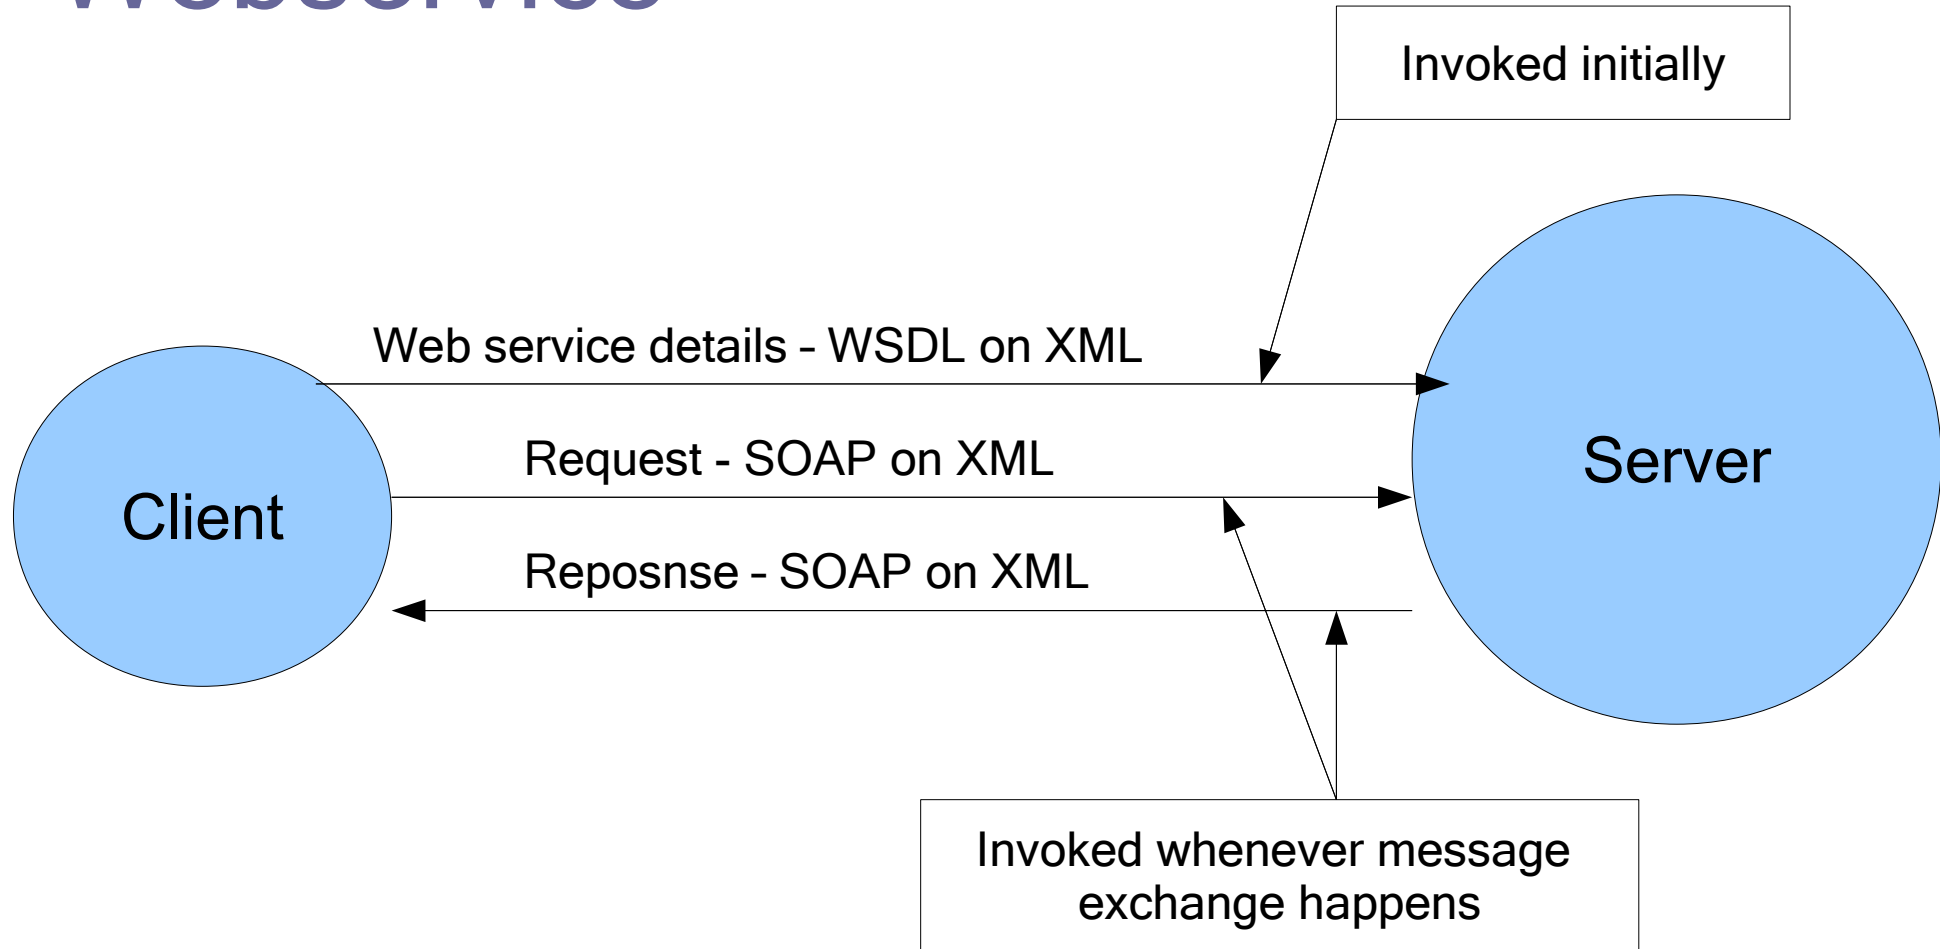 Webservice
Invoked initially
Web service details – WSDL on XML
Request - SOAP on XML
Client
Server
Reposnse – SOAP on XML
Invoked whenever message
exchange happens